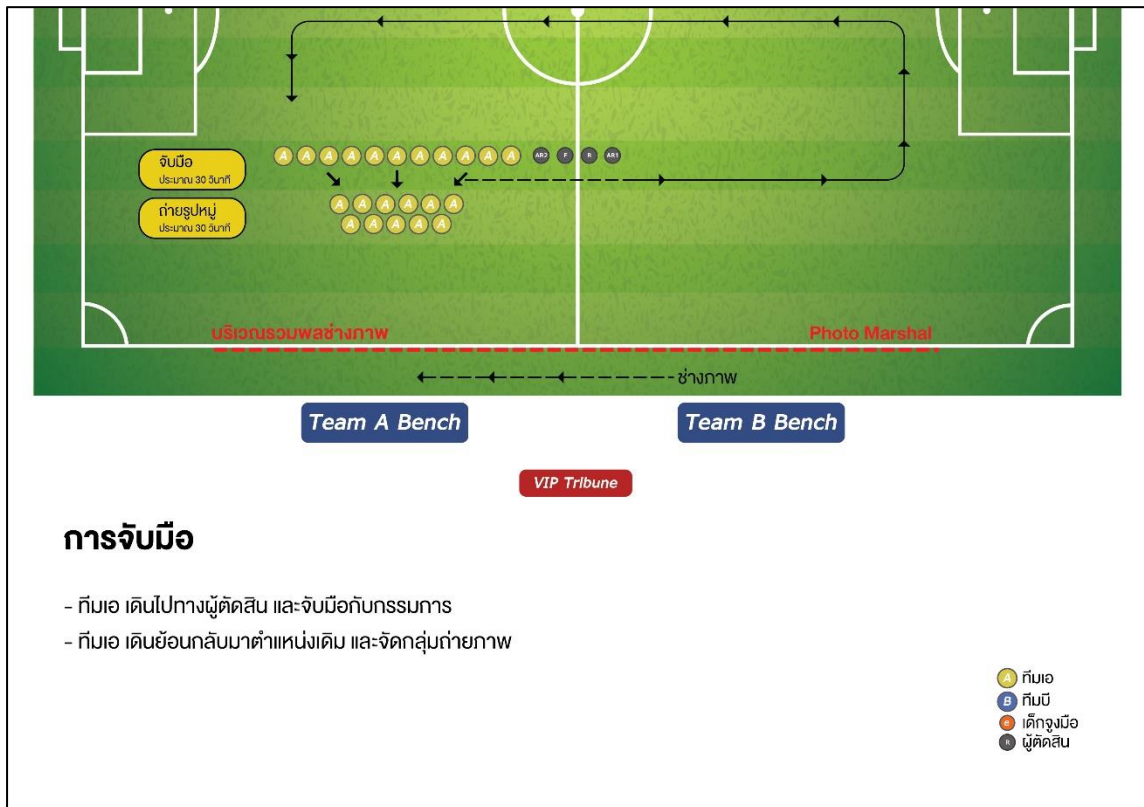 จับมือ
ประมาณ 30 วินาที
A A A A A A A A A A A AR2 F R AR1
ถ่ายรูปหมู่
ประมาณ 30 วินาที
A A A A A A
A A A A A
บริเวณรวมพลช่างภาพ
Photo Marshal
ช่างภาพ
Team A Bench
Team B Bench
VIP Tribune
การจับมือ
- ทีมเอ เดินไปทางผู้ตัดสิน และจับมือกับกรรมการ
- ทีมเอ เดินย้อนกลับมาตำแหน่งเดิม และจัดกลุ่มถ่ายภาพ
A ทีมเอ
B ทีมบี
e เด็กจูงมือ
R ผู้ตัดสิน